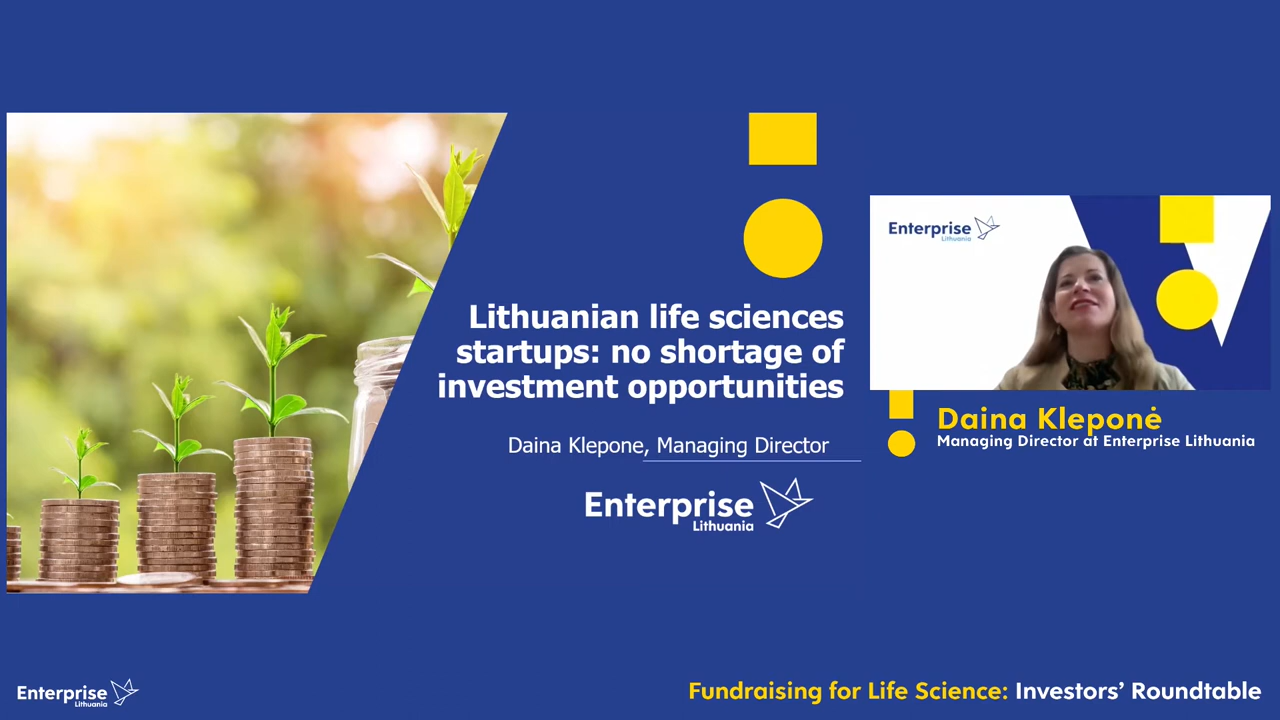 Lithuanian life sciences
startups: no shortage of
investment opportunities
Daina Klepone, Managing Director
Enterprise
Lithuania
Enterprise
Lithuania
Daina Kleponė
Managing Director at Enterprise Lithuania
Enterprise
Lithuania
Fundraising for Life Science: Investors’ Roundtable